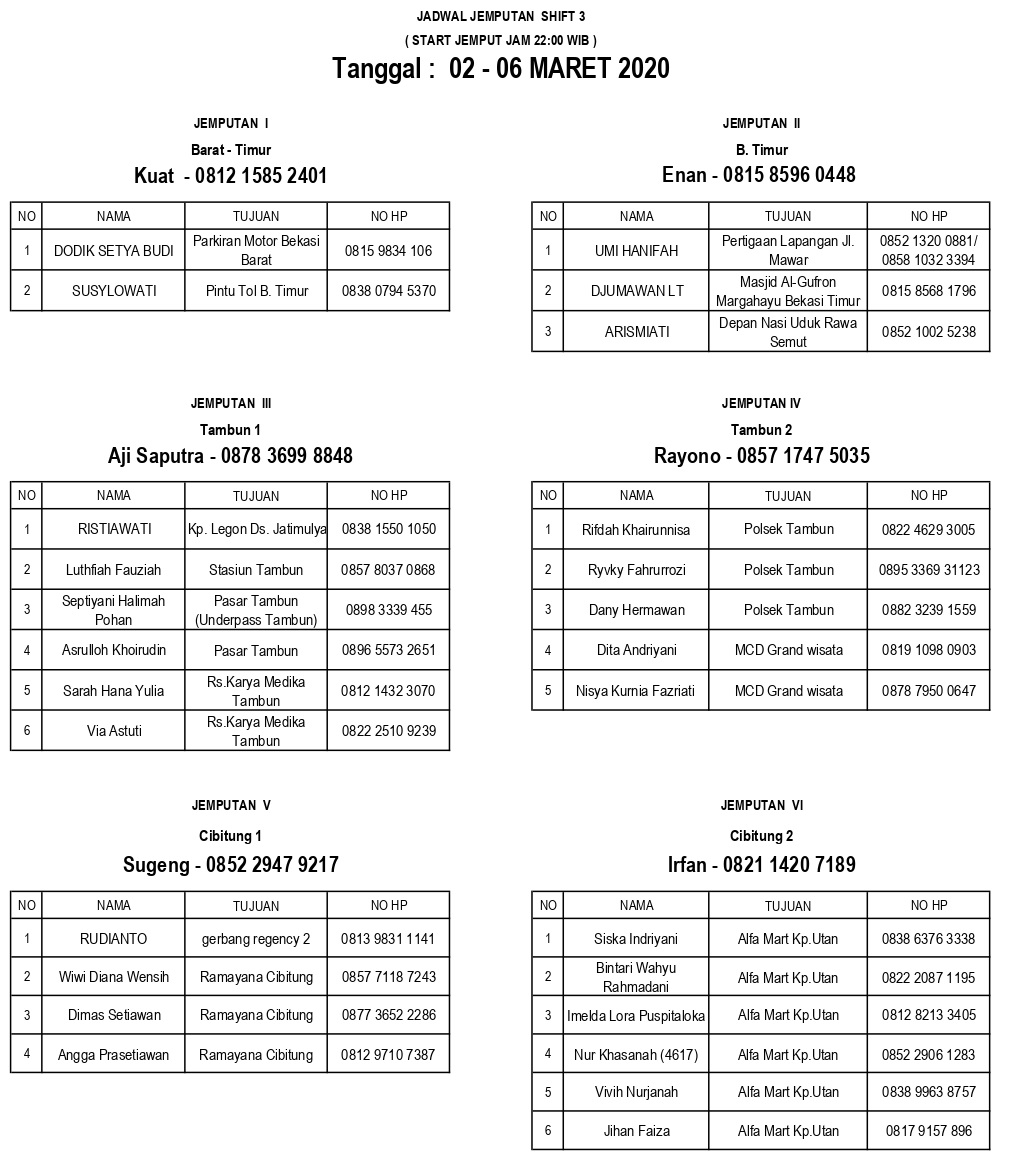 JADWAL JEMPUTAN SHIFT 3
( START JEMPUT JAM 22:00 WIB )
Tanggal : 02 - 06 MARET 2020
JEMPUTAN I
Barat - Timur
Kuat - 0812 1585 2401
NO NAMA TUJUAN NO HP
1 DODIK SETYA BUDI Parkiran Motor Bekasi Barat 0815 9834 106
2 SUSYLOWATI Pintu Tol B. Timur 0838 0794 5370
JEMPUTAN II
B. Timur
Enan - 0815 8596 0448
NO NAMA TUJUAN NO HP
1 UMI HANIFAH Pertigaan Lapangan Jl. Mawar 0852 1320 0881/ 0858 1032 3394
2 DJUMAWAN LT Masjid Al-Gufron Margahayu Bekasi Timur 0815 8568 1796
3 ARISMIATI Depan Nasi Uduk Rawa Semut 0852 1002 5238
JEMPUTAN III
Tambun 1
Aji Saputra - 0878 3699 8848
NO NAMA TUJUAN NO HP
1 RISTIAWATI Kp. Legon Ds. Jatimulya 0838 1550 1050
2 Luthfiah Fauziah Stasiun Tambun 0857 8037 0868
3 Septiyani Halimah Pohan Pasar Tambun (Underpass Tambun) 0898 3339 455
4 Asrulloh Khoirudin Pasar Tambun 0896 5573 2651
5 Sarah Hana Yulia Rs.Karya Medika Tambun 0812 1432 3070
6 Via Astuti Rs.Karya Medika Tambun 0822 2510 9239
JEMPUTAN IV
Tambun 2
Rayono - 0857 1747 5035
NO NAMA TUJUAN NO HP
1 Rifdah Khairunnisa Polsek Tambun 0822 4629 3005
2 Ryvky Fahrurrozi Polsek Tambun 0895 3369 31123
3 Dany Hermawan Polsek Tambun 0882 3239 1559
4 Dita Andriyani MCD Grand wisata 0819 1098 0903
5 Nisya Kurnia Fazriati MCD Grand wisata 0878 7950 0647
JEMPUTAN V
Cibitung 1
Sugeng - 0852 2947 9217
NO NAMA TUJUAN NO HP
1 RUDIANTO gerbang regency 2 0813 9831 1141
2 Wiwi Diana Wensih Ramayana Cibitung 0857 7118 7243
3 Dimas Setiawan Ramayana Cibitung 0877 3652 2286
4 Angga Prasetiawan Ramayana Cibitung 0812 9710 7387
JEMPUTAN VI
Cibitung 2
Irfan - 0821 1420 7189
NO NAMA TUJUAN NO HP
1 Siska Indriyani Alfa Mart Kp.Utan 0838 6376 3338
2 Bintari Wahyu Rahmadani Alfa Mart Kp.Utan 0822 2087 1195
3 Imelda Lora Puspitaloka Alfa Mart Kp.Utan 0812 8213 3405
4 Nur Khasanah (4617) Alfa Mart Kp.Utan 0852 2906 1283
5 Vivih Nurjanah Alfa Mart Kp.Utan 0838 9963 8757
6 Jihan Faiza Alfa Mart Kp.Utan 0817 9157 896